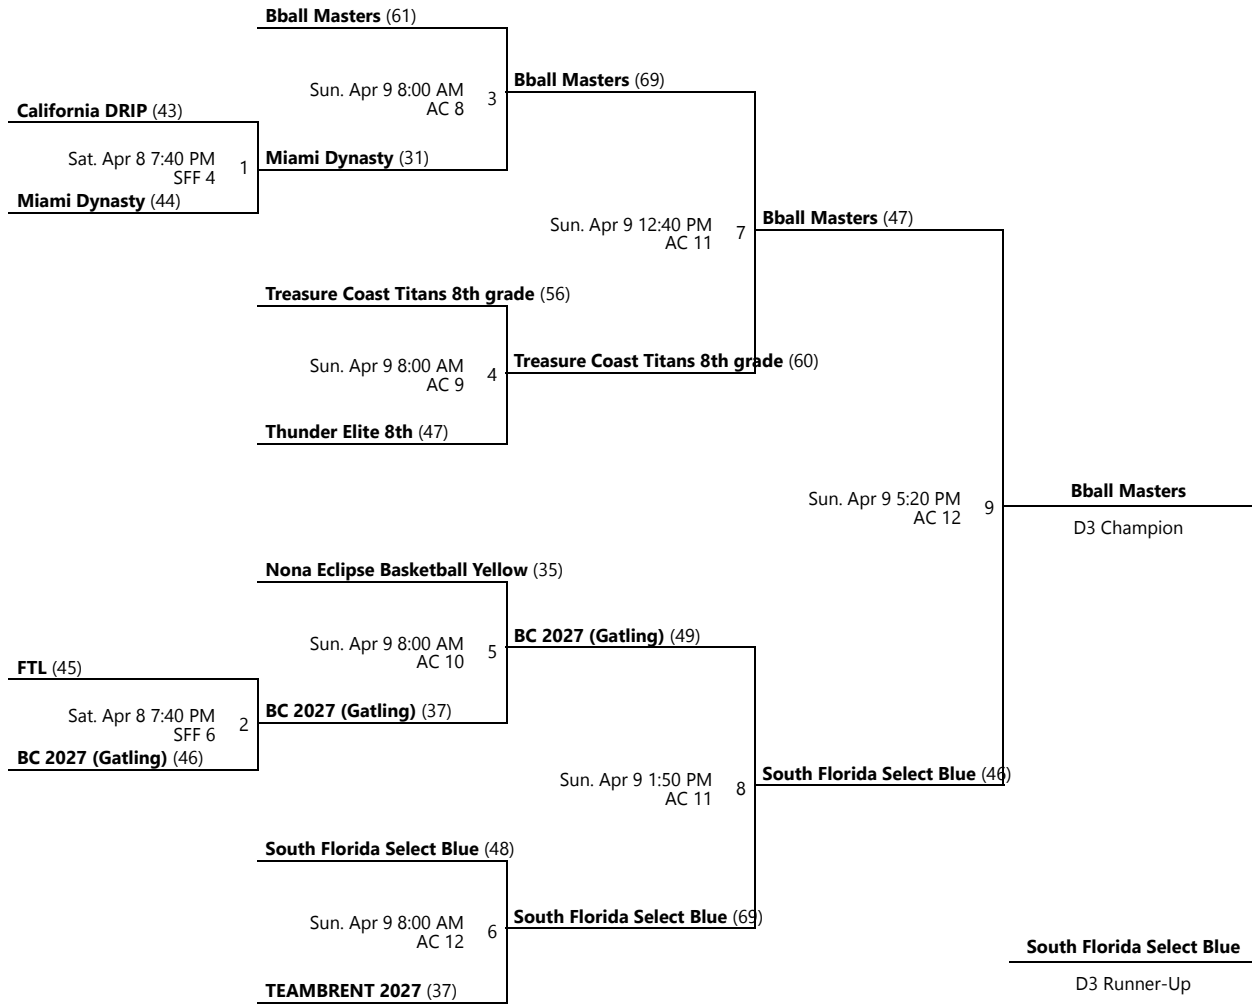 Bball Masters (61)
Sun. Apr 9 8:00 AM
AC 8
3
Bball Masters (69)
California DRIP (43)
Sat. Apr 8 7:40 PM
SFF 4
1
Miami Dynasty (31)
Miami Dynasty (44)
Sun. Apr 9 12:40 PM
AC 11
7
Bball Masters (47)
Treasure Coast Titans 8th grade (56)
Sun. Apr 9 8:00 AM
AC 9
4
Treasure Coast Titans 8th grade (60)
Thunder Elite 8th (47)
Sun. Apr 9 5:20 PM
AC 12
9
Bball Masters
D3 Champion
Nona Eclipse Basketball Yellow (35)
Sun. Apr 9 8:00 AM
AC 10
5
BC 2027 (Gatling) (49)
FTL (45)
Sat. Apr 8 7:40 PM
SFF 6
2
BC 2027 (Gatling) (37)
BC 2027 (Gatling) (46)
Sun. Apr 9 1:50 PM
AC 11
8
South Florida Select Blue (46)
South Florida Select Blue (48)
Sun. Apr 9 8:00 AM
AC 12
6
South Florida Select Blue (69)
TEAMBRENT 2027 (37)
South Florida Select Blue
D3 Runner-Up